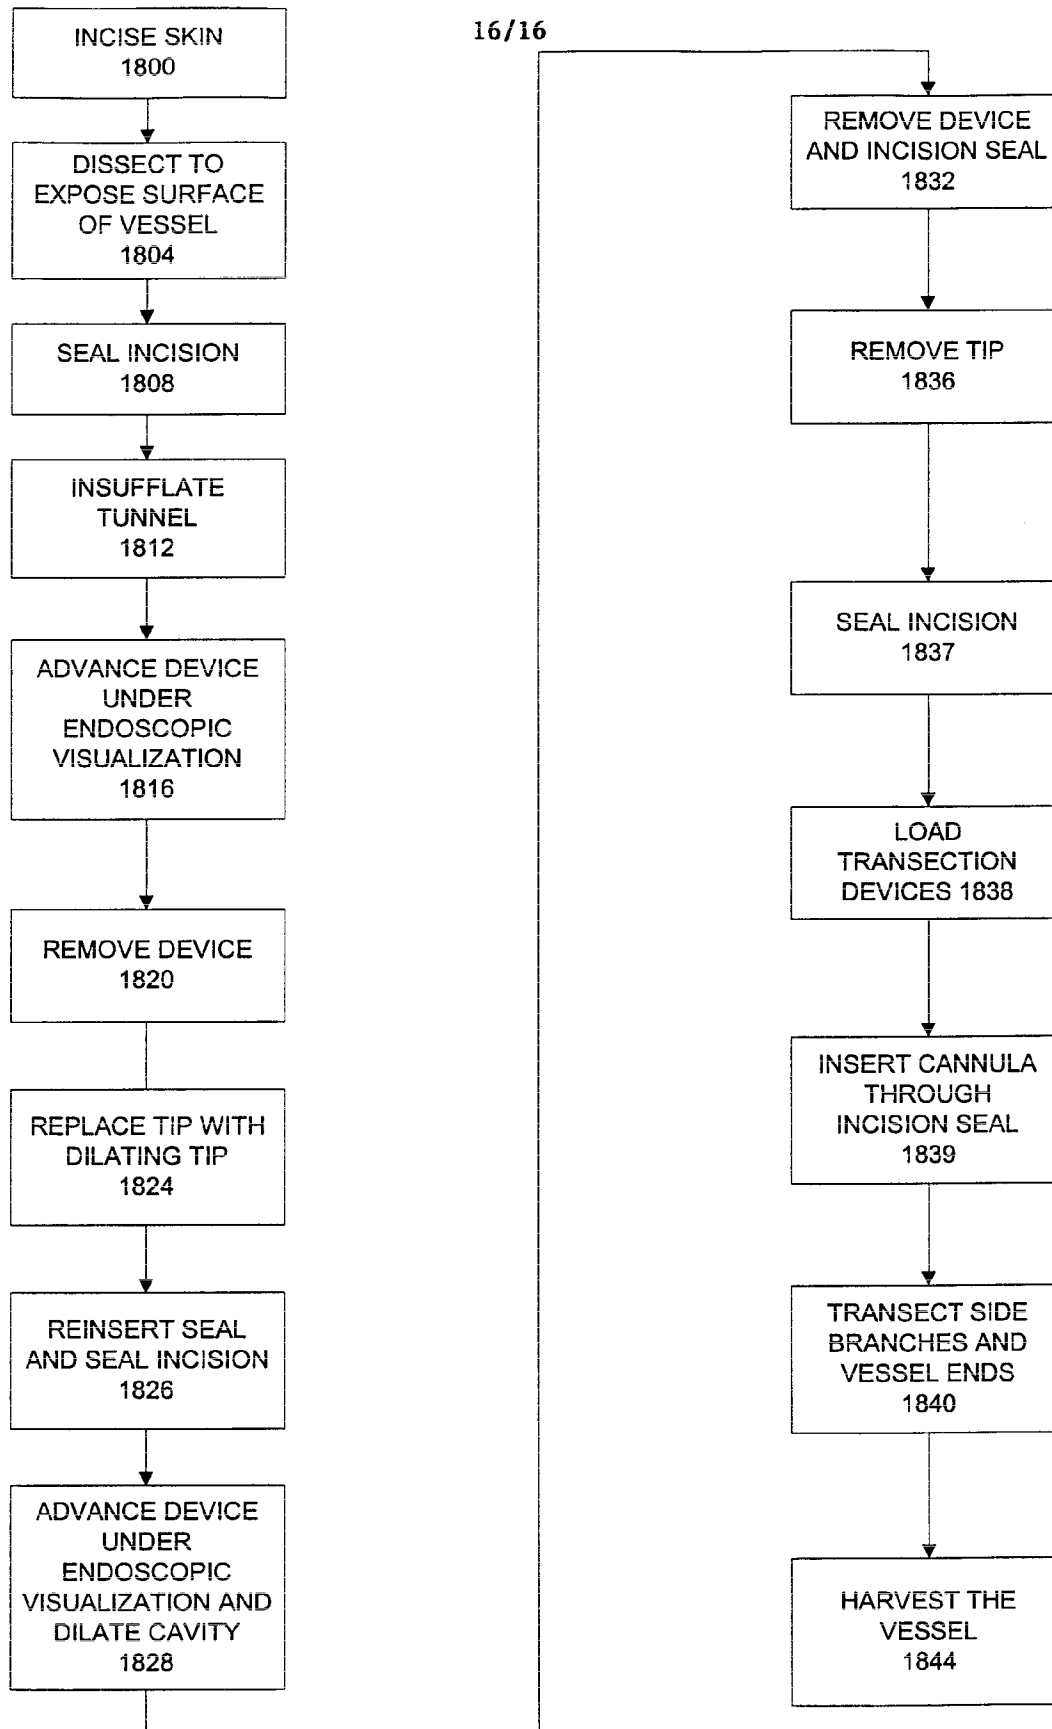 16/16
INCISE SKIN
1800
DISSECT TO
EXPOSE SURFACE
OF VESSEL
1804
SEAL INCISION
1808
INSUFFLATE
TUNNEL
1812
ADVANCE DEVICE
UNDER
ENDOSCOPIC
VISUALIZATION
1816
REMOVE DEVICE
1820
REPLACE TIP WITH
DILATING TIP
1824
REINSERT SEAL
AND SEAL INCISION
1826
ADVANCE DEVICE
UNDER
ENDOSCOPIC
VISUALIZATION AND
DILATE CAVITY
1828
REMOVE DEVICE
AND INCISION SEAL
1832
REMOVE TIP
1836
SEAL INCISION
1837
LOAD
TRANSECTION
DEVICES 1838
INSERT CANNULA
THROUGH
INCISION SEAL
1839
TRANSECT SIDE
BRANCHES AND
VESSEL ENDS
1840
HARVEST THE
VESSEL
1844